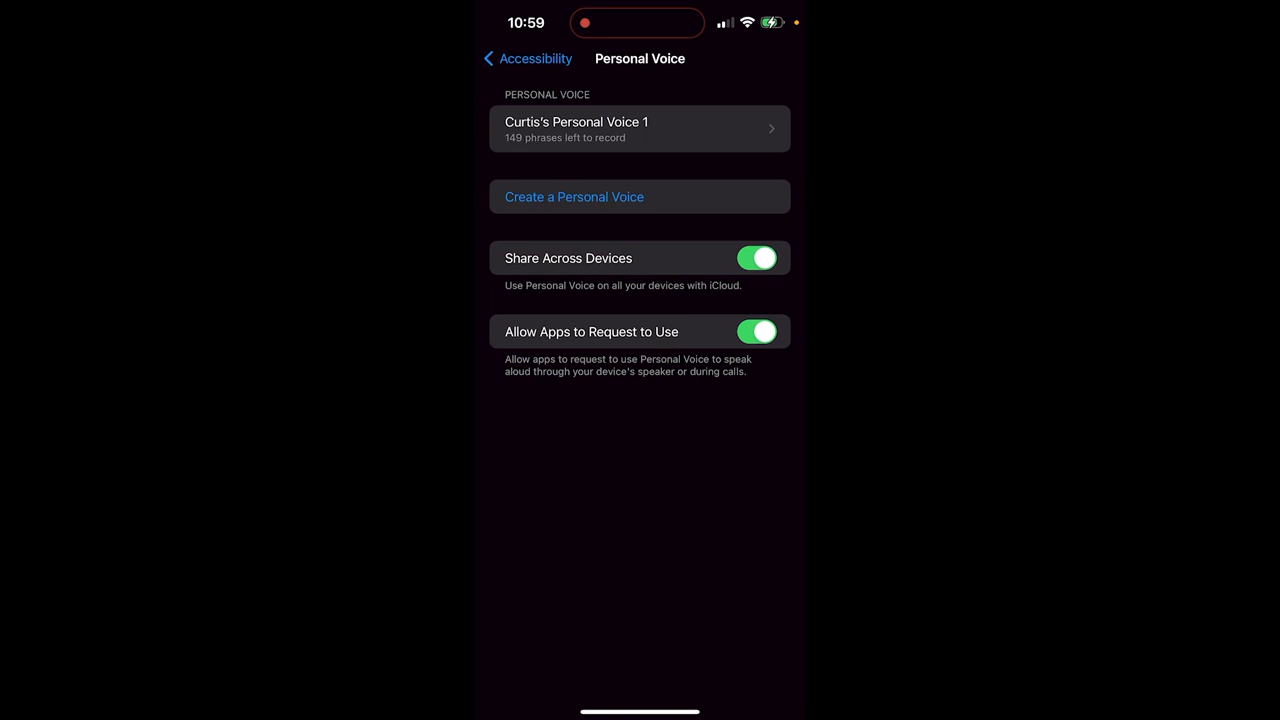 10:59
Accessibility
Personal Voice
PERSONAL VOICE
Curtis's Personal Voice 1
149 phrases left to record
Create a Personal Voice
Share Across Devices
Use Personal Voice on all your devices with iCloud.
Allow Apps to Request to Use
Allow apps to request to use Personal Voice to speak
aloud through your device's speaker or during calls.